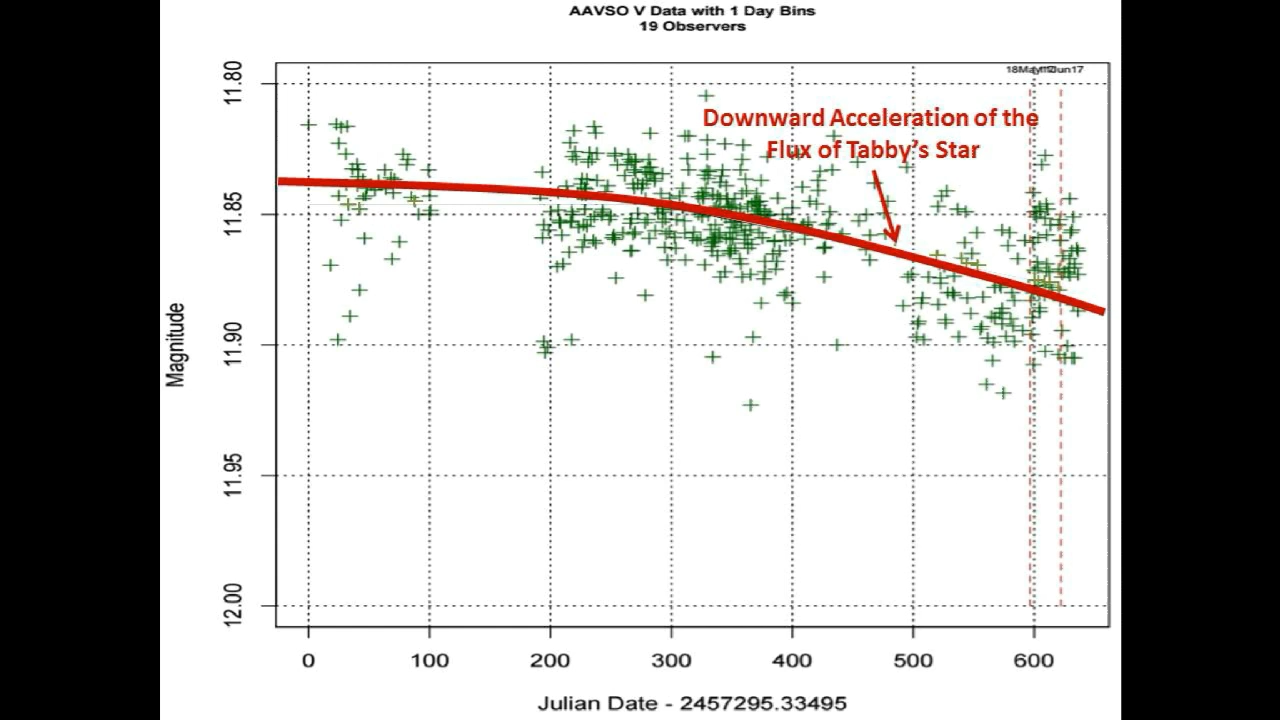 AAVSO V Data with 1 Day Bins
19 Observers
Downward Acceleration of the
Flux of Tabby's Star
Magnitude
11.80
11.85
11.90
11.95
12.00
0 100 200 300 400 500 600
Julian Date - 2457295.33495